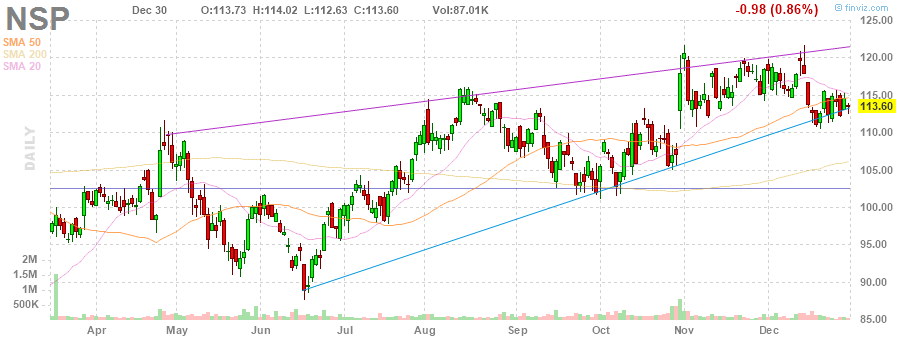 NSP Dec 30 O:113.73 H:114.02 L:112.63 C:113.60 Vol:87.01K -0.98 (0.86%) © finviz.com
SMA 50
SMA 200
SMA 20
DAILY
125.00
120.00
115.00
113.60
110.00
105.00
100.00
95.00
90.00
85.00
2M
1.5M
1M
500K
Apr May Jun Jul Aug Sep Oct Nov Dec